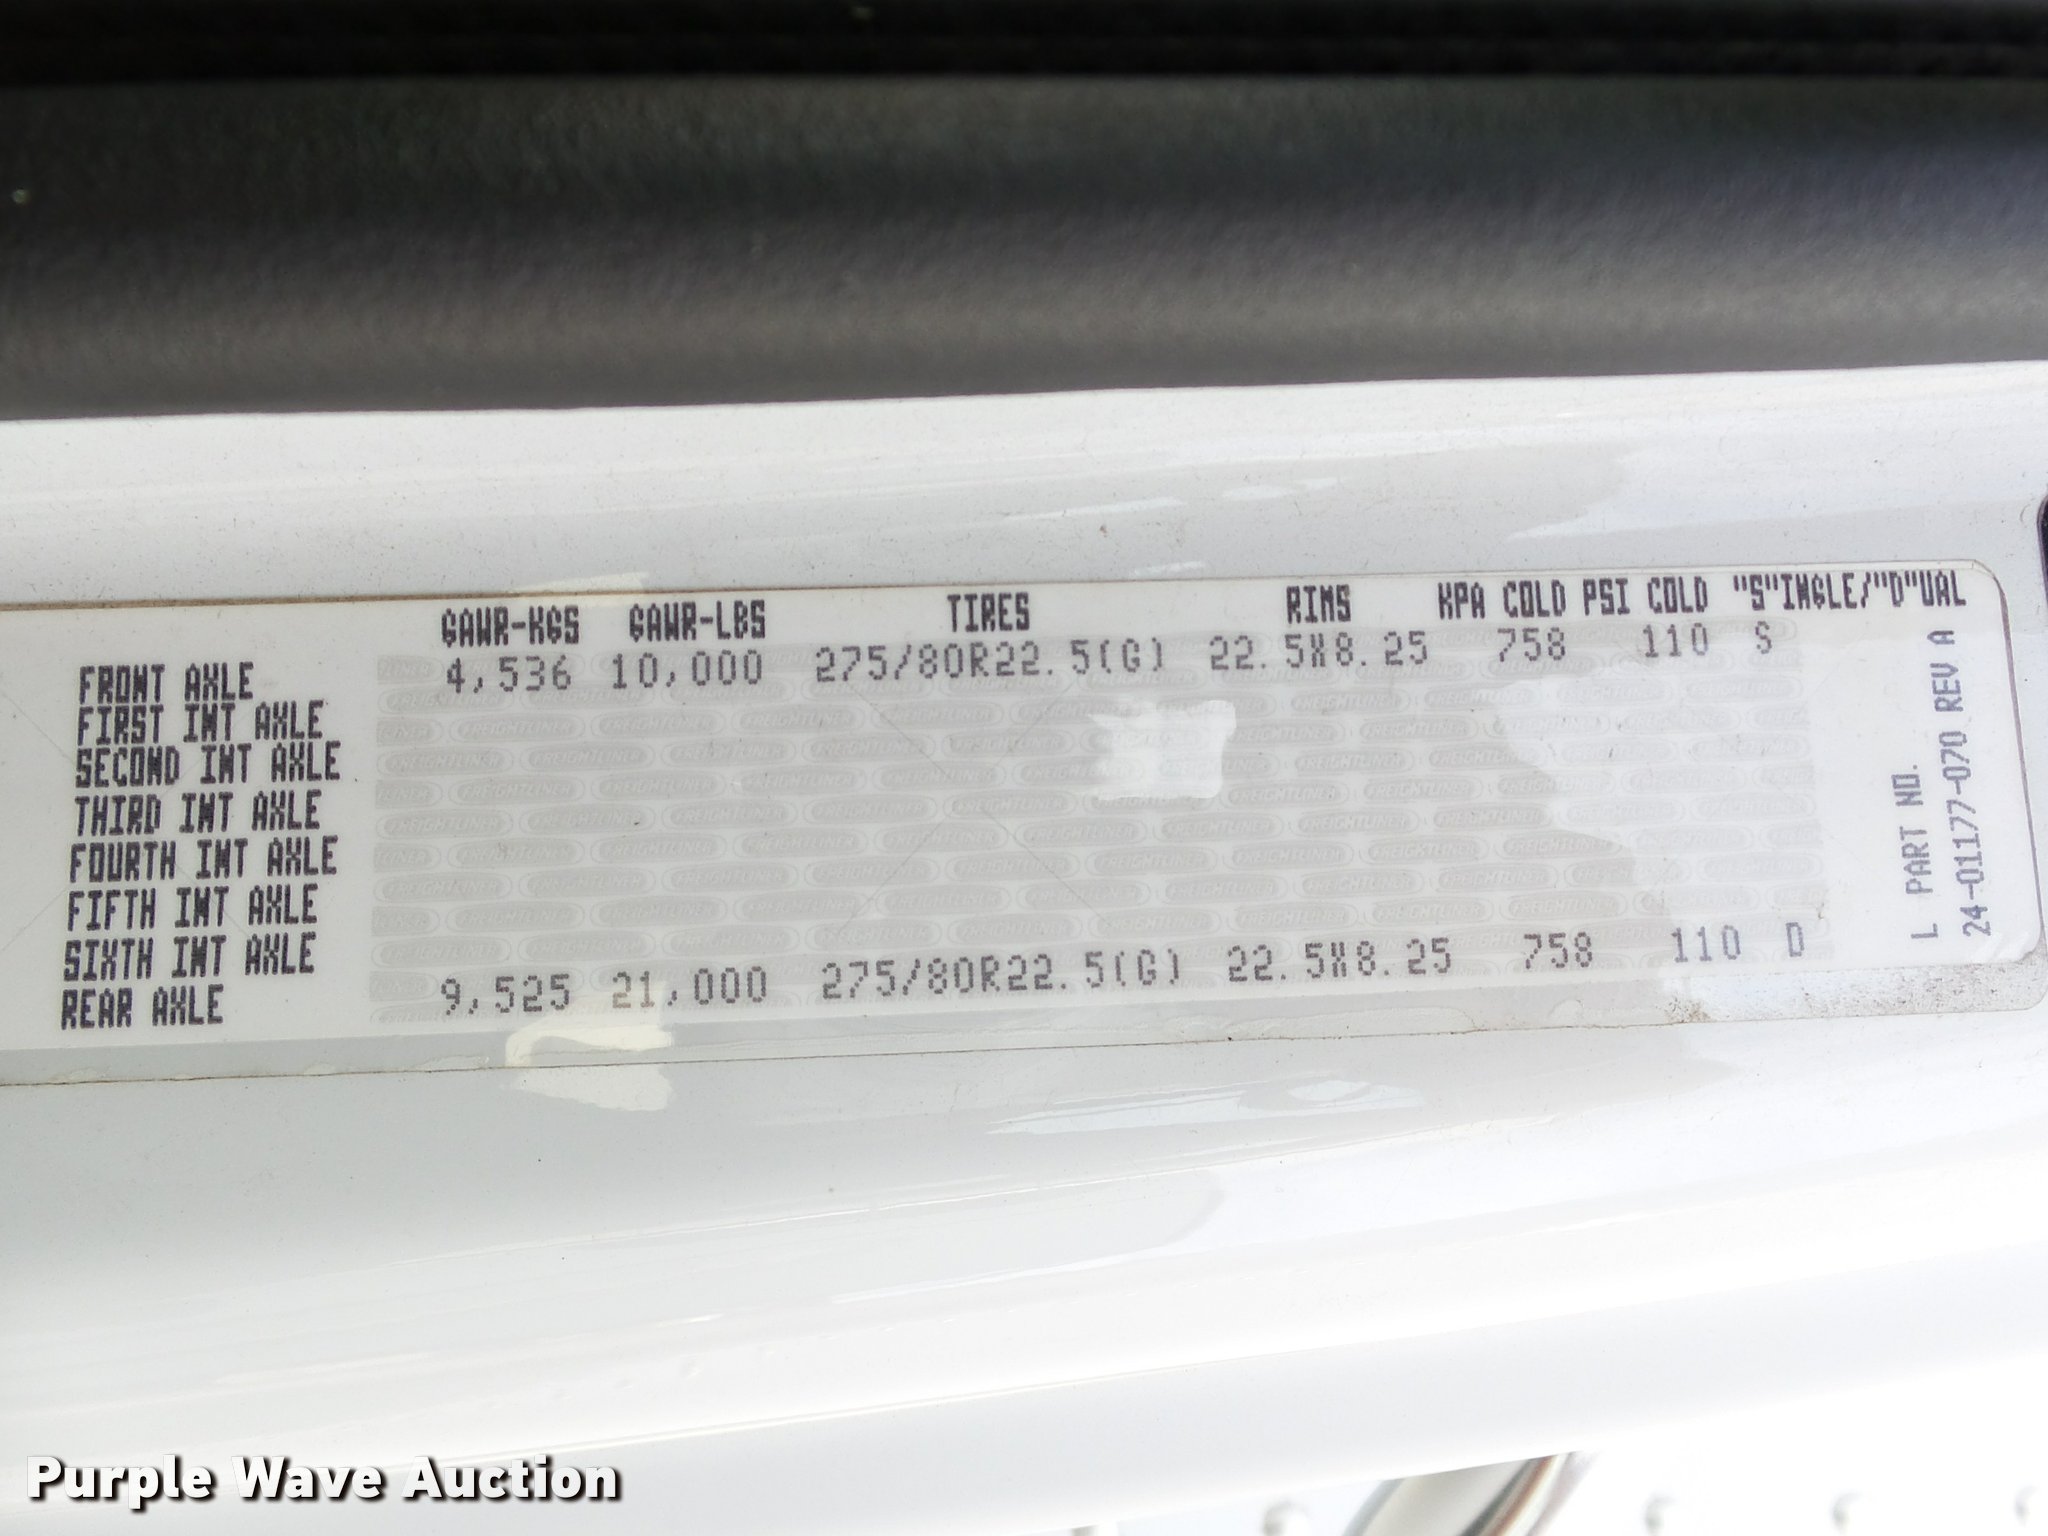 GAWR-KGS GAWR-LBS TIRES RIMS KPA COLD PSI COLD "S"INGLE/"D"UAL
FRONT AXLE 4,536 10,000 275/80R22.5(G) 22.5X8.25 758 110 S
FIRST INT AXLE
SECOND INT AXLE
THIRD INT AXLE
FOURTH INT AXLE
FIFTH INT AXLE
SIXTH INT AXLE
REAR AXLE 9,525 21,000 275/80R22.5(G) 22.5X8.25 758 110 D
L PART NO.
24-01177-070 REV A
FREIGHTLINER
Purple Wave Auction